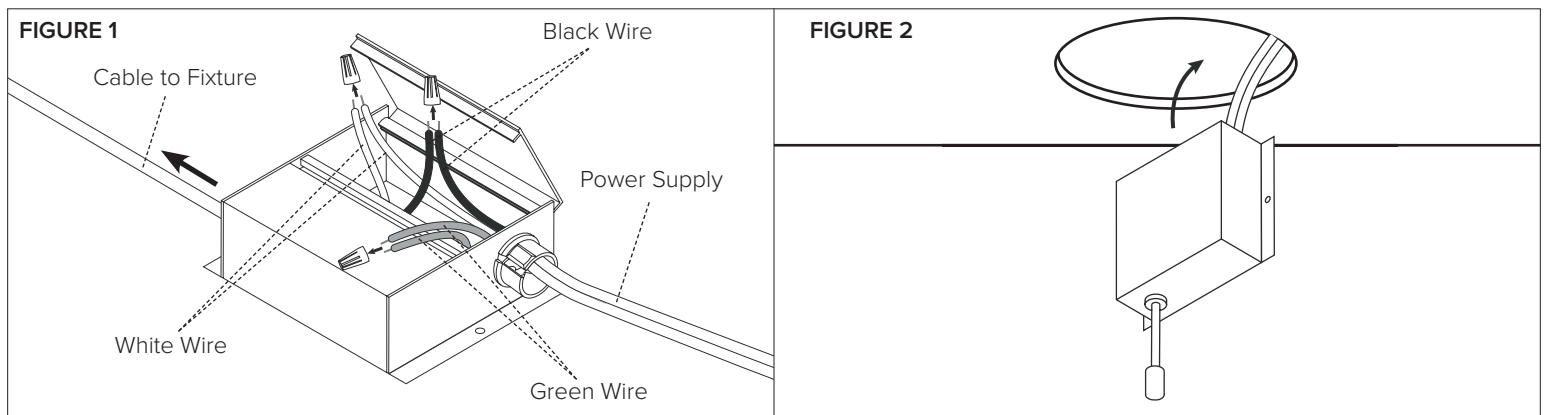 FIGURE 1
Black Wire
Cable to Fixture
Power Supply
White Wire
Green Wire
FIGURE 2